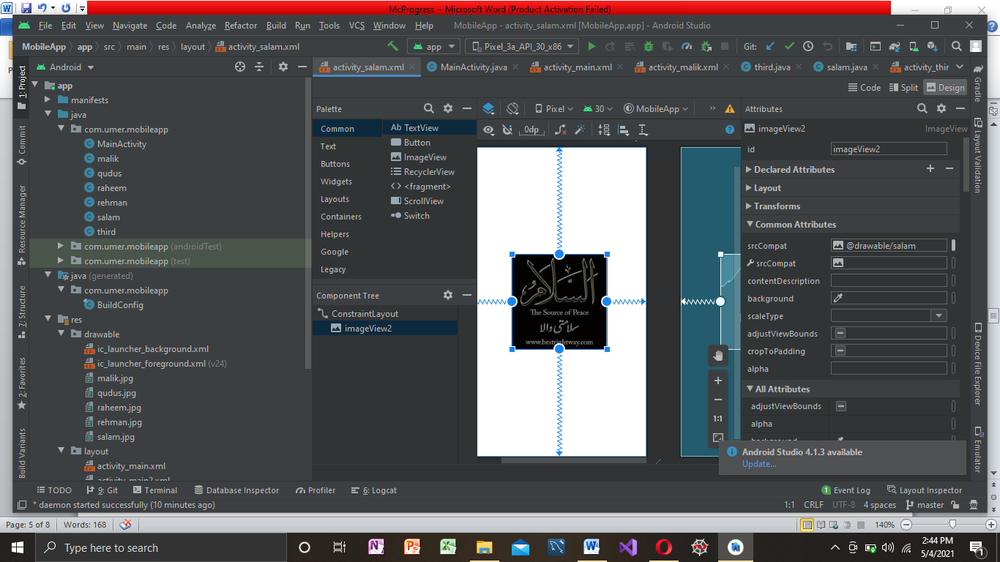 McProgress - Microsoft Word (Product Activation Failed)
File Edit View Navigate Code Analyze Refactor Build Run Tools VCS Window Help MobileApp - activity_salam.xml [MobileApp.app] - Android Studio
MobileApp app src main res layout activity_salam.xml app Pixel_3a_API_30_x86 Git:
Android activity_salam.xml MainActivity.java activity_main.xml activity_malik.xml third.java salam.java activity_thir
Code Split Design
1: Project
Commit
Resource Manager
7: Structure
2: Favorites
Build Variants
app
manifests
java
com.umer.mobileapp
MainActivity
malik
qudus
raheem
rehman
salam
third
com.umer.mobileapp (androidTest)
com.umer.mobileapp (test)
java (generated)
com.umer.mobileapp
BuildConfig
res
drawable
ic_launcher_background.xml
ic_launcher_foreground.xml (v24)
malik.jpg
qudus.jpg
raheem.jpg
rehman.jpg
salam.jpg
layout
activity_main.xml
activity_main2.xml
Palette
Common
Text
Buttons
Widgets
Layouts
Containers
Helpers
Google
Legacy
Ab TextView
Button
ImageView
RecyclerView
<fragment>
ScrollView
Switch
Component Tree
ConstraintLayout
imageView2
Pixel 30 MobileApp
0dp
السَّلَامُ
The Source of Peace
سلامتی والا
www.bestrightway.com
1:1
Attributes
imageView2 ImageView
id imageView2
Declared Attributes
Layout
Transforms
Common Attributes
srcCompat @drawable/salam
srcCompat
contentDescription
background
scaleType
adjustViewBounds
cropToPadding
alpha
All Attributes
adjustViewBounds
alpha
background
Gradle
Layout Validation
Device File Explorer
Emulator
Android Studio 4.1.3 available
Update...
TODO 9: Git Terminal Database Inspector Profiler 6: Logcat 1 Event Log Layout Inspector
* daemon started successfully (10 minutes ago) 1:1 CRLF UTF-8 4 spaces master
Page: 5 of 8 Words: 168 140%
Type here to search
2:44 PM
5/4/2021
1